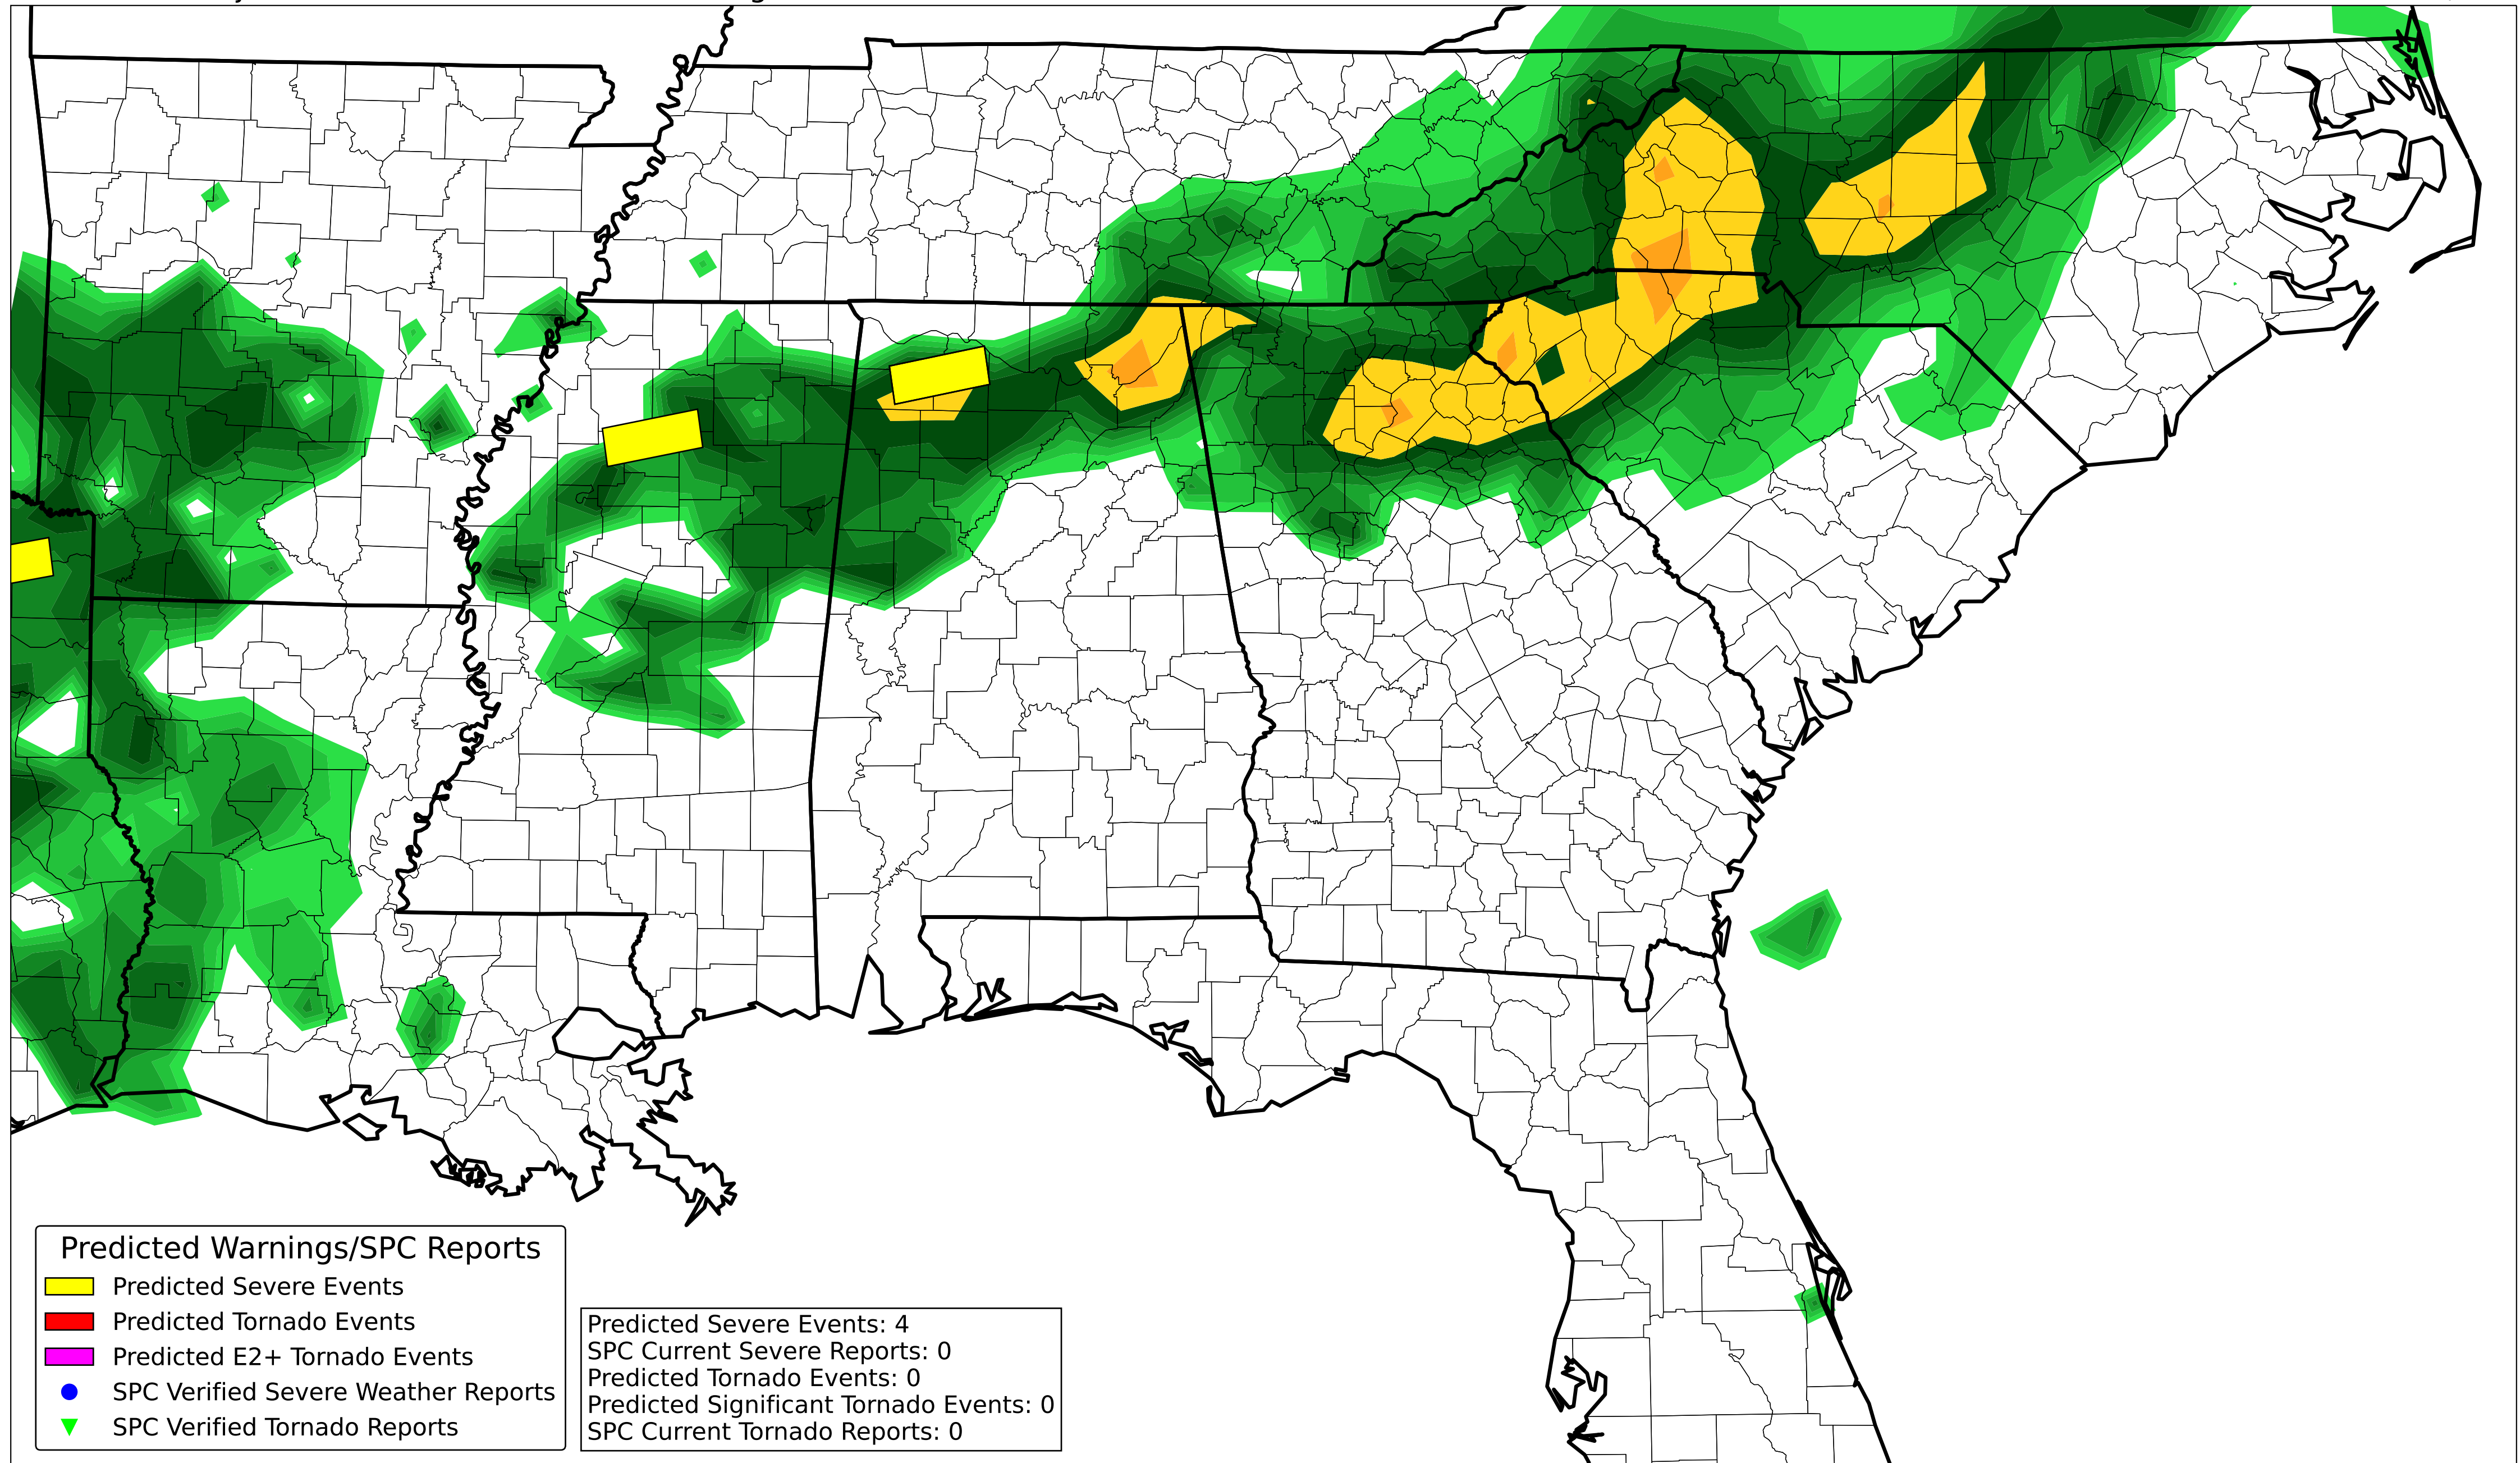 Predicted Warnings/SPC Reports
Predicted Severe Events
Predicted Tornado Events
Predicted E2+ Tornado Events
SPC Verified Severe Weather Reports
SPC Verified Tornado Reports
Predicted Severe Events: 4
SPC Current Severe Reports: 0
Predicted Tornado Events: 0
Predicted Significant Tornado Events: 0
SPC Current Tornado Reports: 0